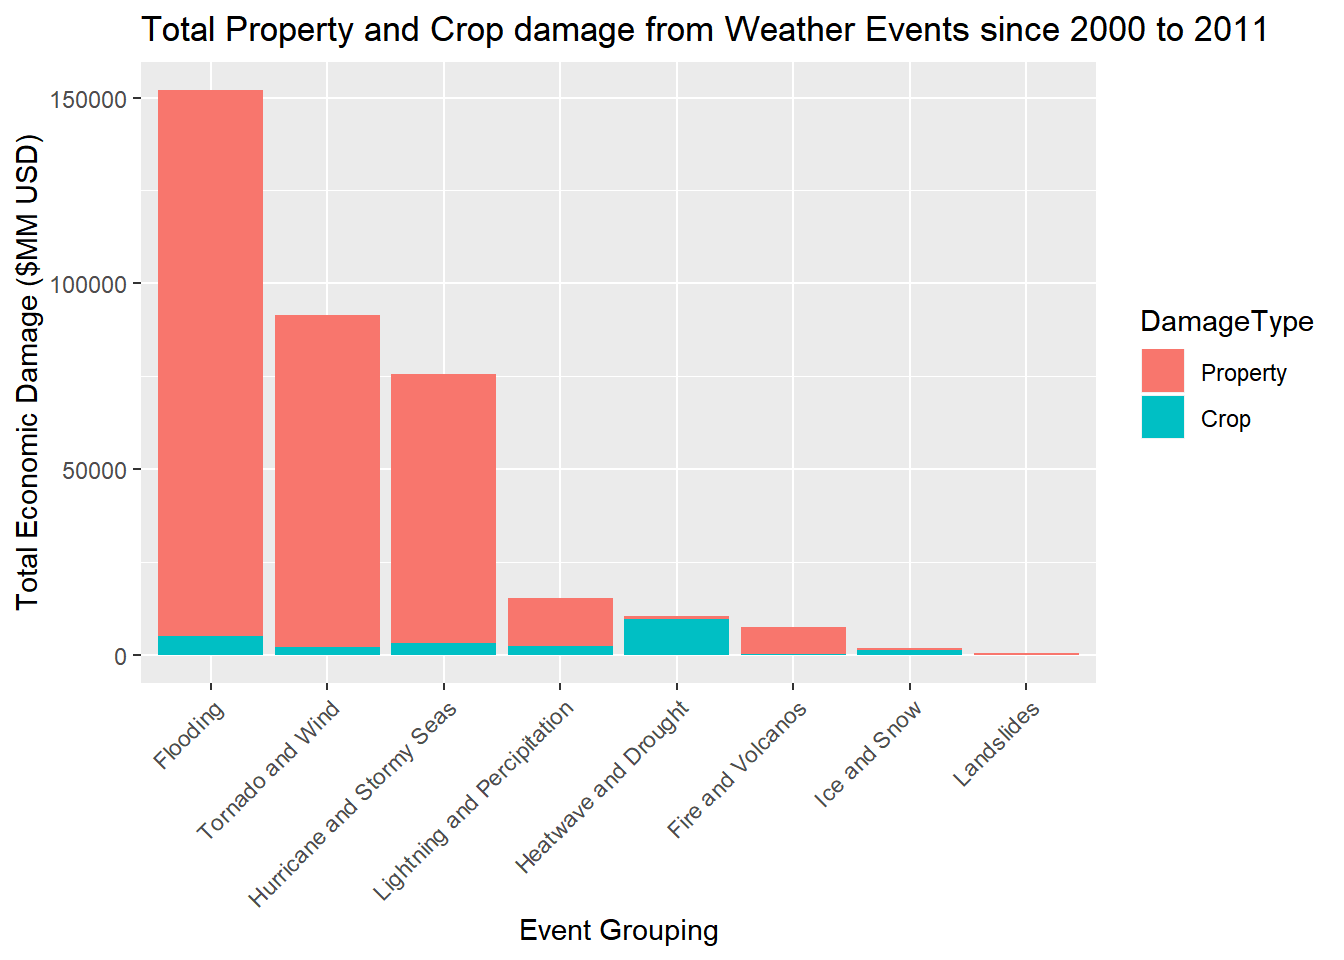 Total Property and Crop damage from Weather Events since 2000 to 2011
Total Economic Damage ($MM USD)
150000
100000
50000
0
DamageType
Property
Crop
Flooding
Tornado and Wind
Hurricane and Stormy Seas
Lightning and Percipitation
Heatwave and Drought
Fire and Volcanos
Ice and Snow
Landslides
Event Grouping